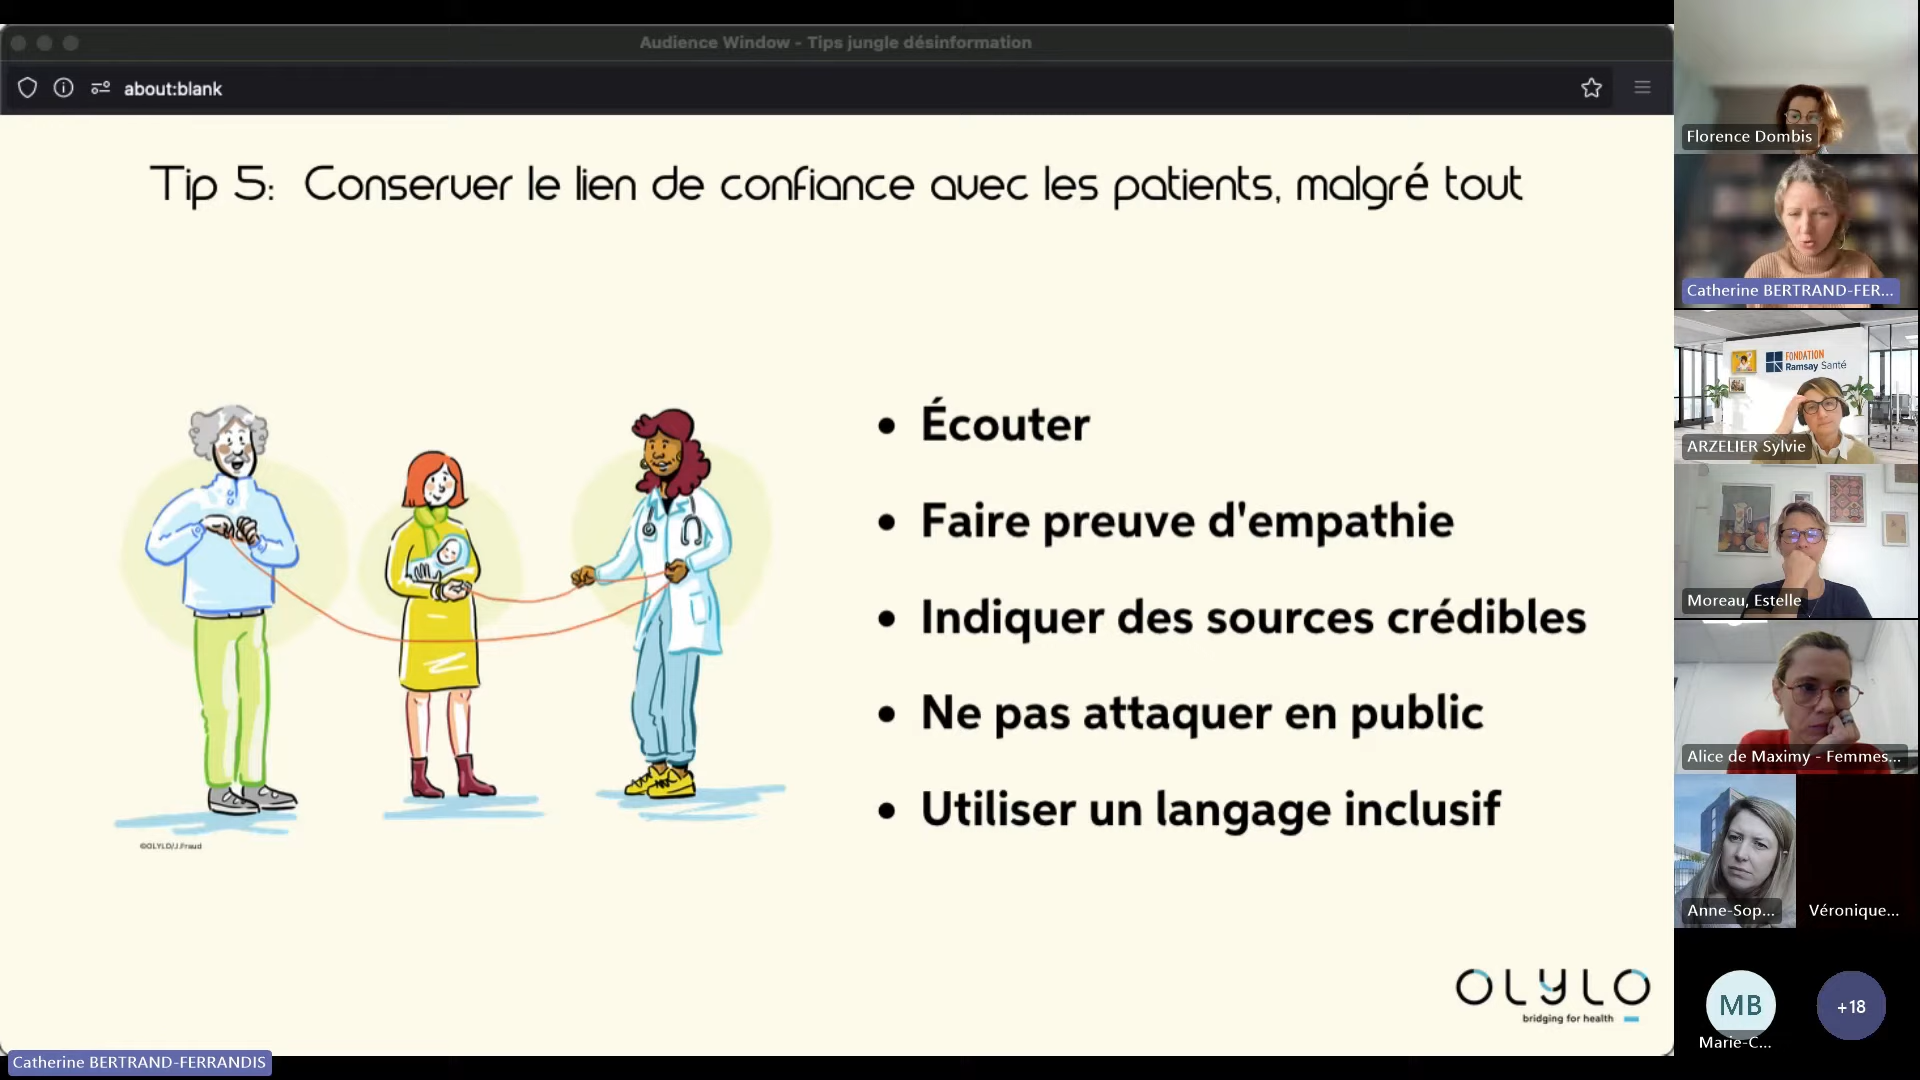 Audience Window - Tips jungle désinformation
about:blank
Tip 5: Conserver le lien de confiance avec les patients, malgré tout
• Écouter
• Faire preuve d'empathie
• Indiquer des sources crédibles
• Ne pas attaquer en public
• Utiliser un langage inclusif
©OLYLO/J.Fraud
OLYLO
bridging for health
Catherine BERTRAND-FERRANDIS
Florence Dombis
Catherine BERTRAND-FER...
FONDATION
Ramsay Santé
ARZELIER Sylvie
Moreau, Estelle
Alice de Maximy - Femmes...
Anne-Sop...
Véronique...
MB
Marie-C...
+18